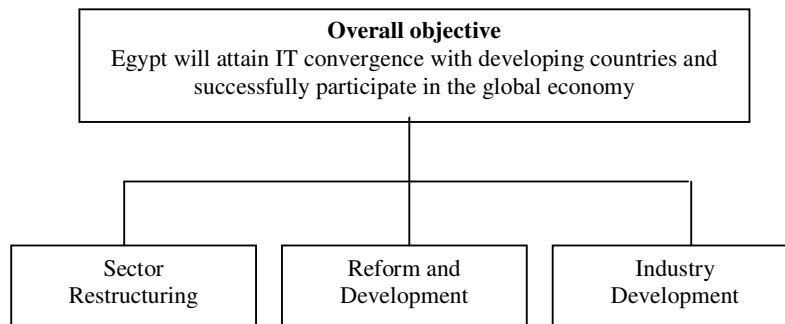 Overall objective
Egypt will attain IT convergence with developing countries and
successfully participate in the global economy
Sector
Restructuring
Reform and
Development
Industry
Development